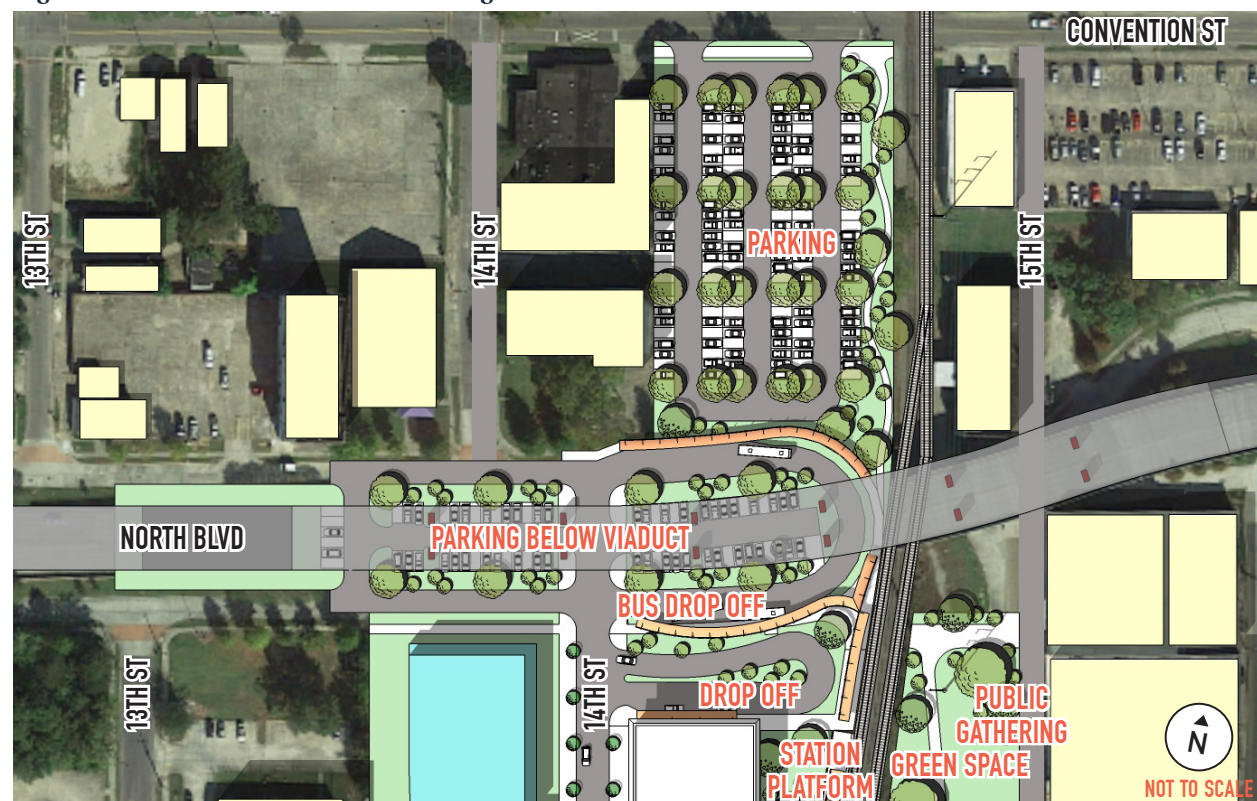 CONVENTION ST
13TH ST
14TH ST
PARKING
15TH ST
NORTH BLVD
PARKING BELOW VIADUCT
BUS DROP OFF
13TH ST
14TH ST
DROP OFF
PUBLIC
GATHERING
STATION
PLATFORM
GREEN SPACE
N
NOT TO SCALE